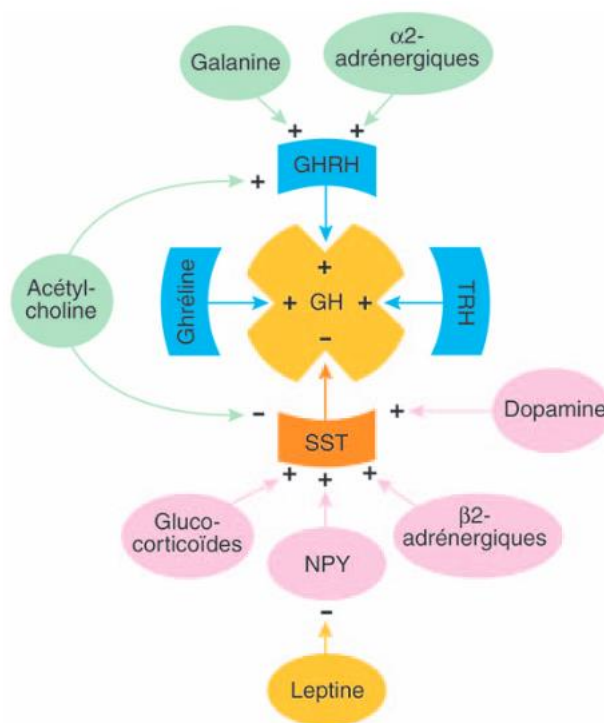 α2-
adrénergiques
Galanine
+ +
GHRH
+
+
Acétyl-
choline
Ghréline
+ GH +
TRH
-
- + Dopamine
SST
+ + +
Gluco-
corticoïdes
β2-
adrénergiques
NPY
-
Leptine